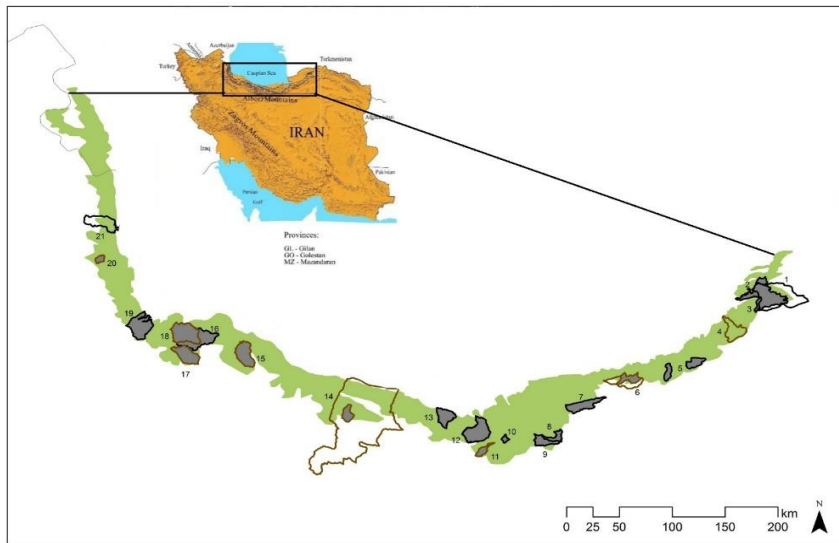 Armenia
Azerbaijan
Turkey
Turkmenistan
Caspian Sea
Alborz Mountains
Afghanistan
Zagros Mountains
IRAN
Iraq
Pakistan
Persian
Gulf
Provinces:
GL - Gilan
GO - Golestan
MZ - Mazandaran
1
2
3
4
5
6
7
8
9
10
11
12
13
14
15
16
17
18
19
20
21
km
0 25 50 100 150 200
N